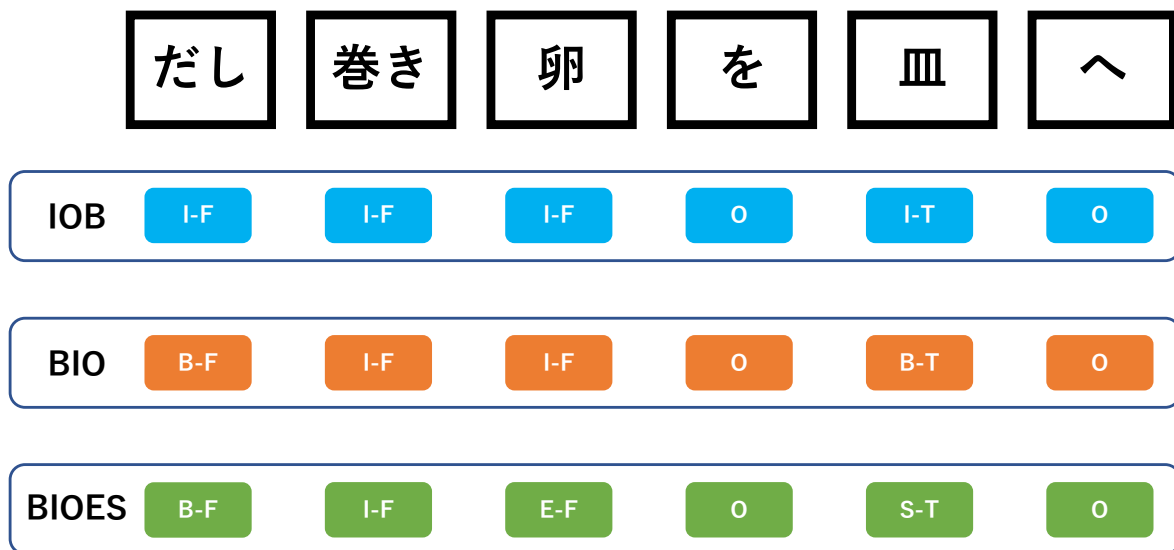 だし 巻き 卵 を 皿 へ
IOB I-F I-F I-F O I-T O
BIO B-F I-F I-F O B-T O
BIOES B-F I-F E-F O S-T O